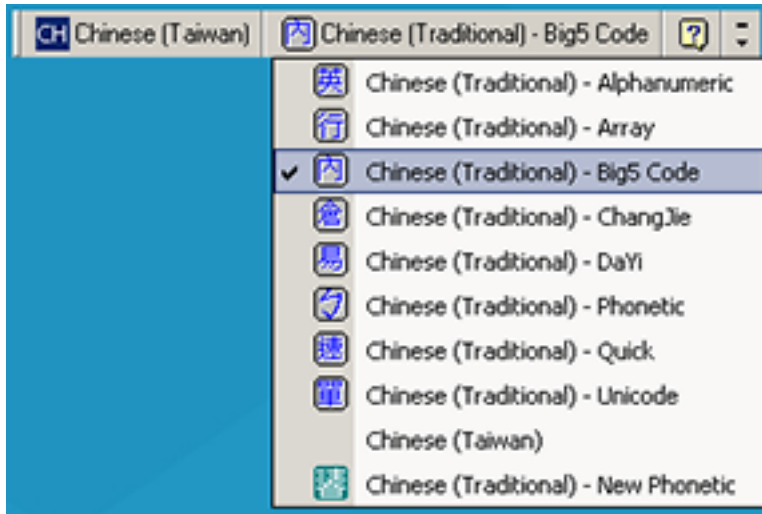 CH Chinese (Taiwan) 內 Chinese (Traditional) - Big5 Code ?
英 Chinese (Traditional) - Alphanumeric
行 Chinese (Traditional) - Array
內 Chinese (Traditional) - Big5 Code
倉 Chinese (Traditional) - ChangJie
易 Chinese (Traditional) - DaYi
ㄅ Chinese (Traditional) - Phonetic
速 Chinese (Traditional) - Quick
單 Chinese (Traditional) - Unicode
Chinese (Taiwan)
Chinese (Traditional) - New Phonetic